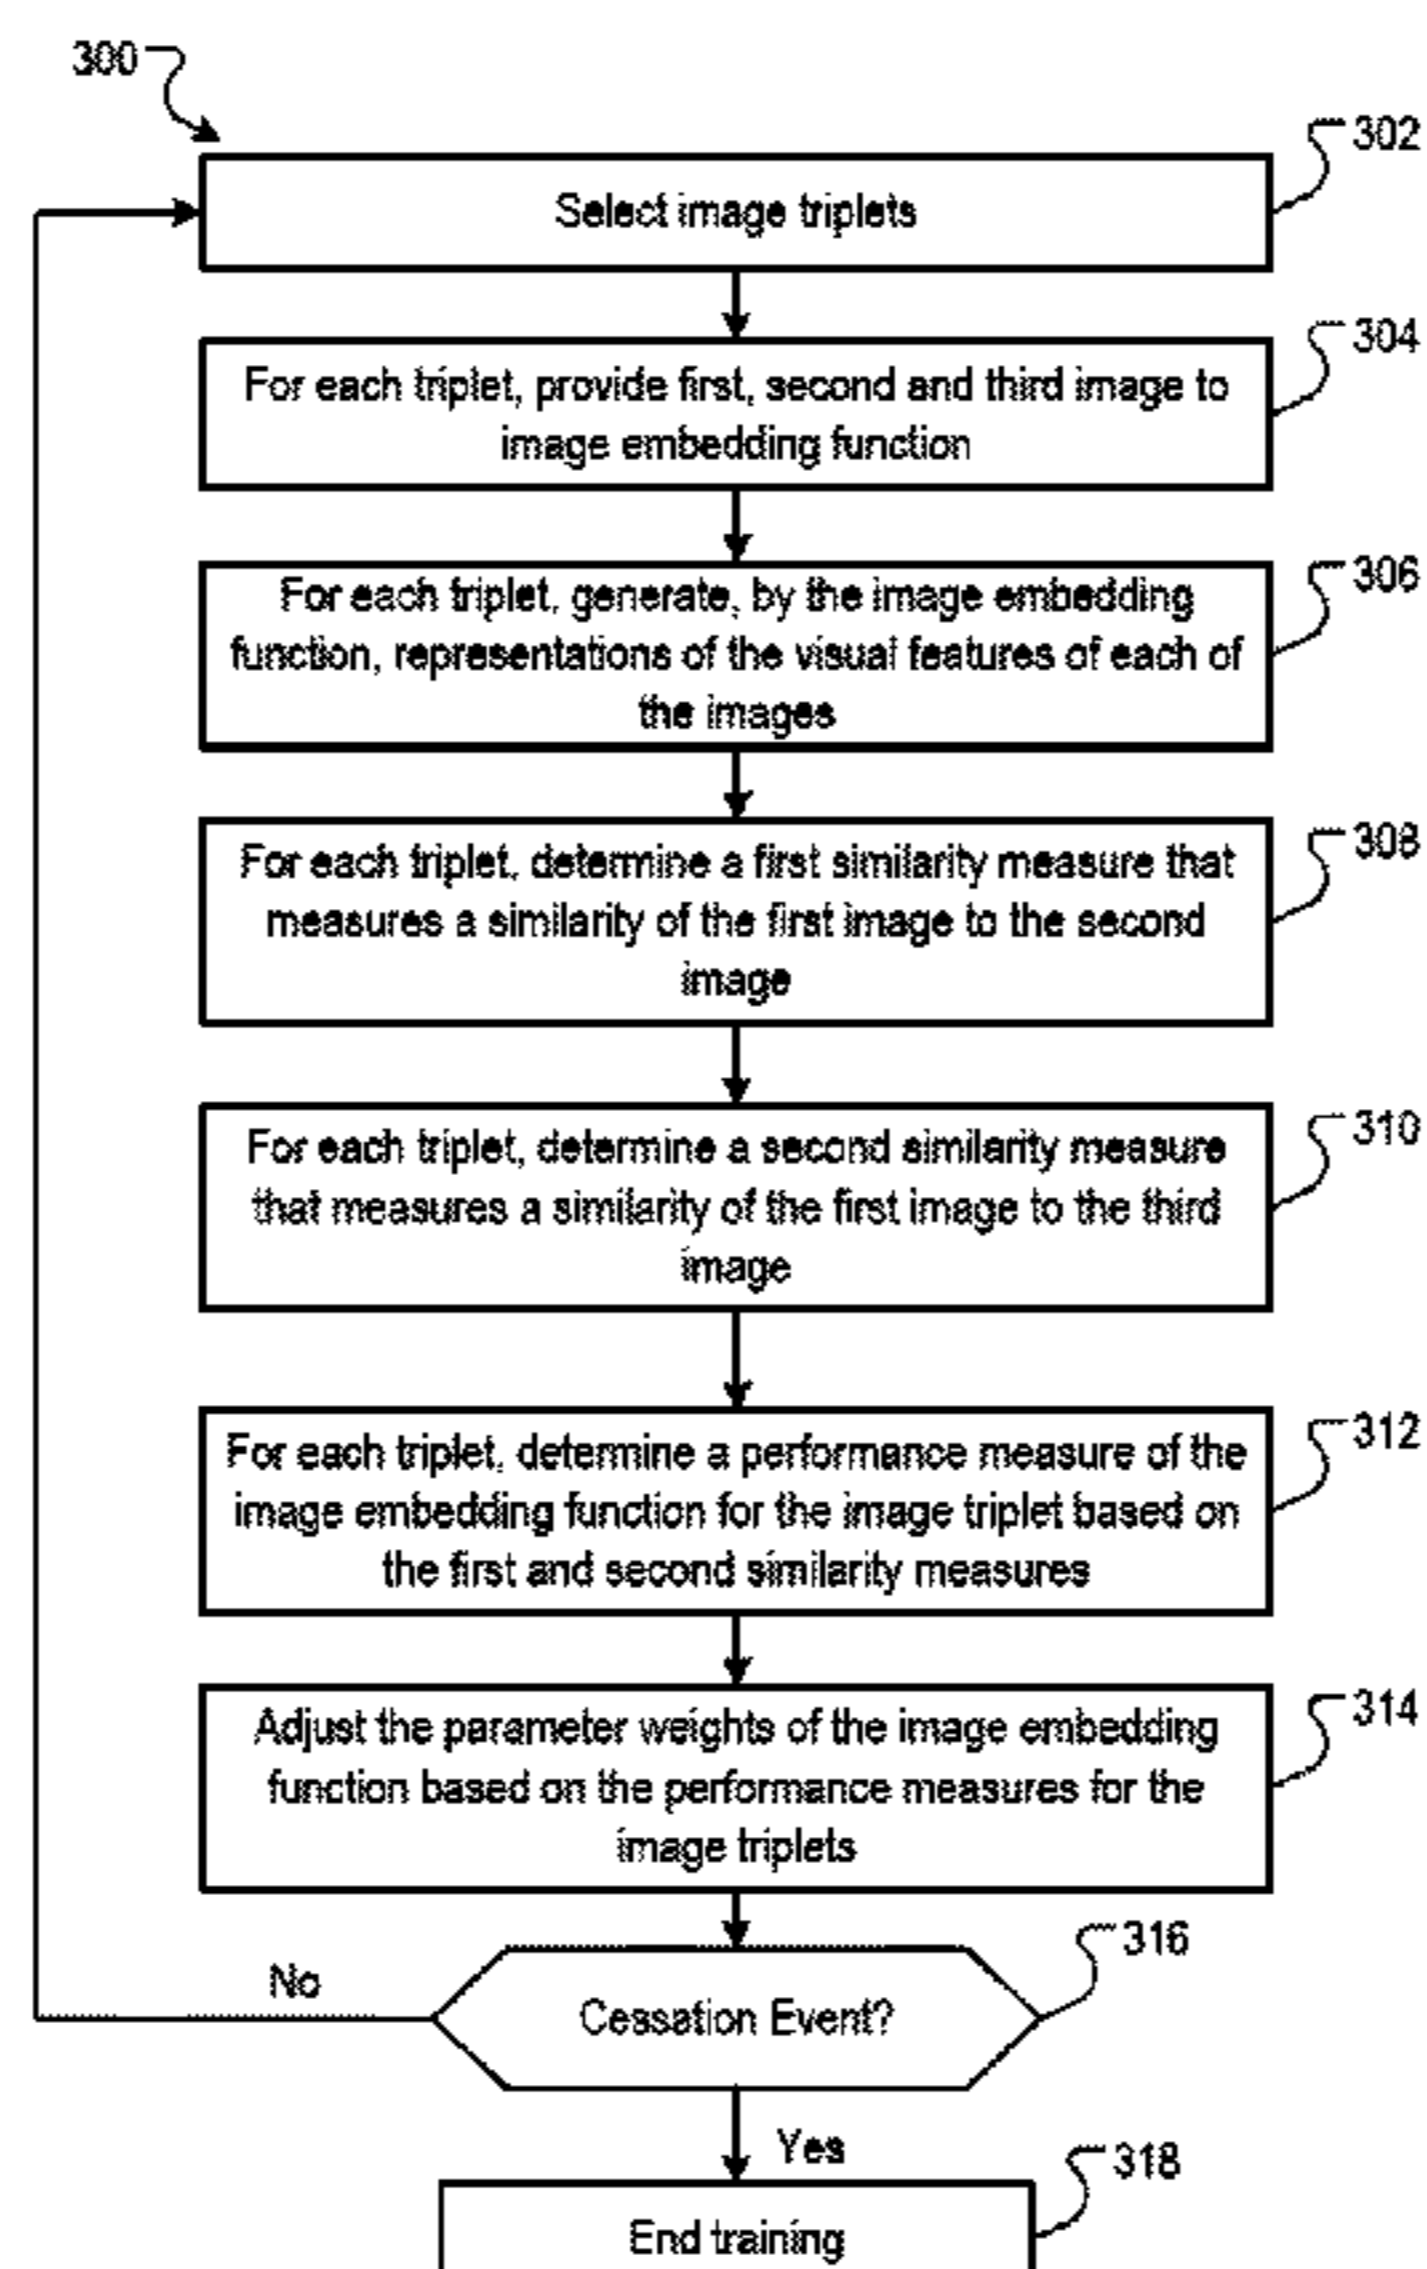 300
302
Select image triplets
304
For each triplet, provide first, second and third image to
image embedding function
306
For each triplet, generate, by the image embedding
function, representations of the visual features of each of
the images
308
For each triplet, determine a first similarity measure that
measures a similarity of the first image to the second
image
310
For each triplet, determine a second similarity measure
that measures a similarity of the first image to the third
image
312
For each triplet, determine a performance measure of the
image embedding function for the image triplet based on
the first and second similarity measures
314
Adjust the parameter weights of the image embedding
function based on the performance measures for the
image triplets
316
No
Cessation Event?
Yes
318
End training